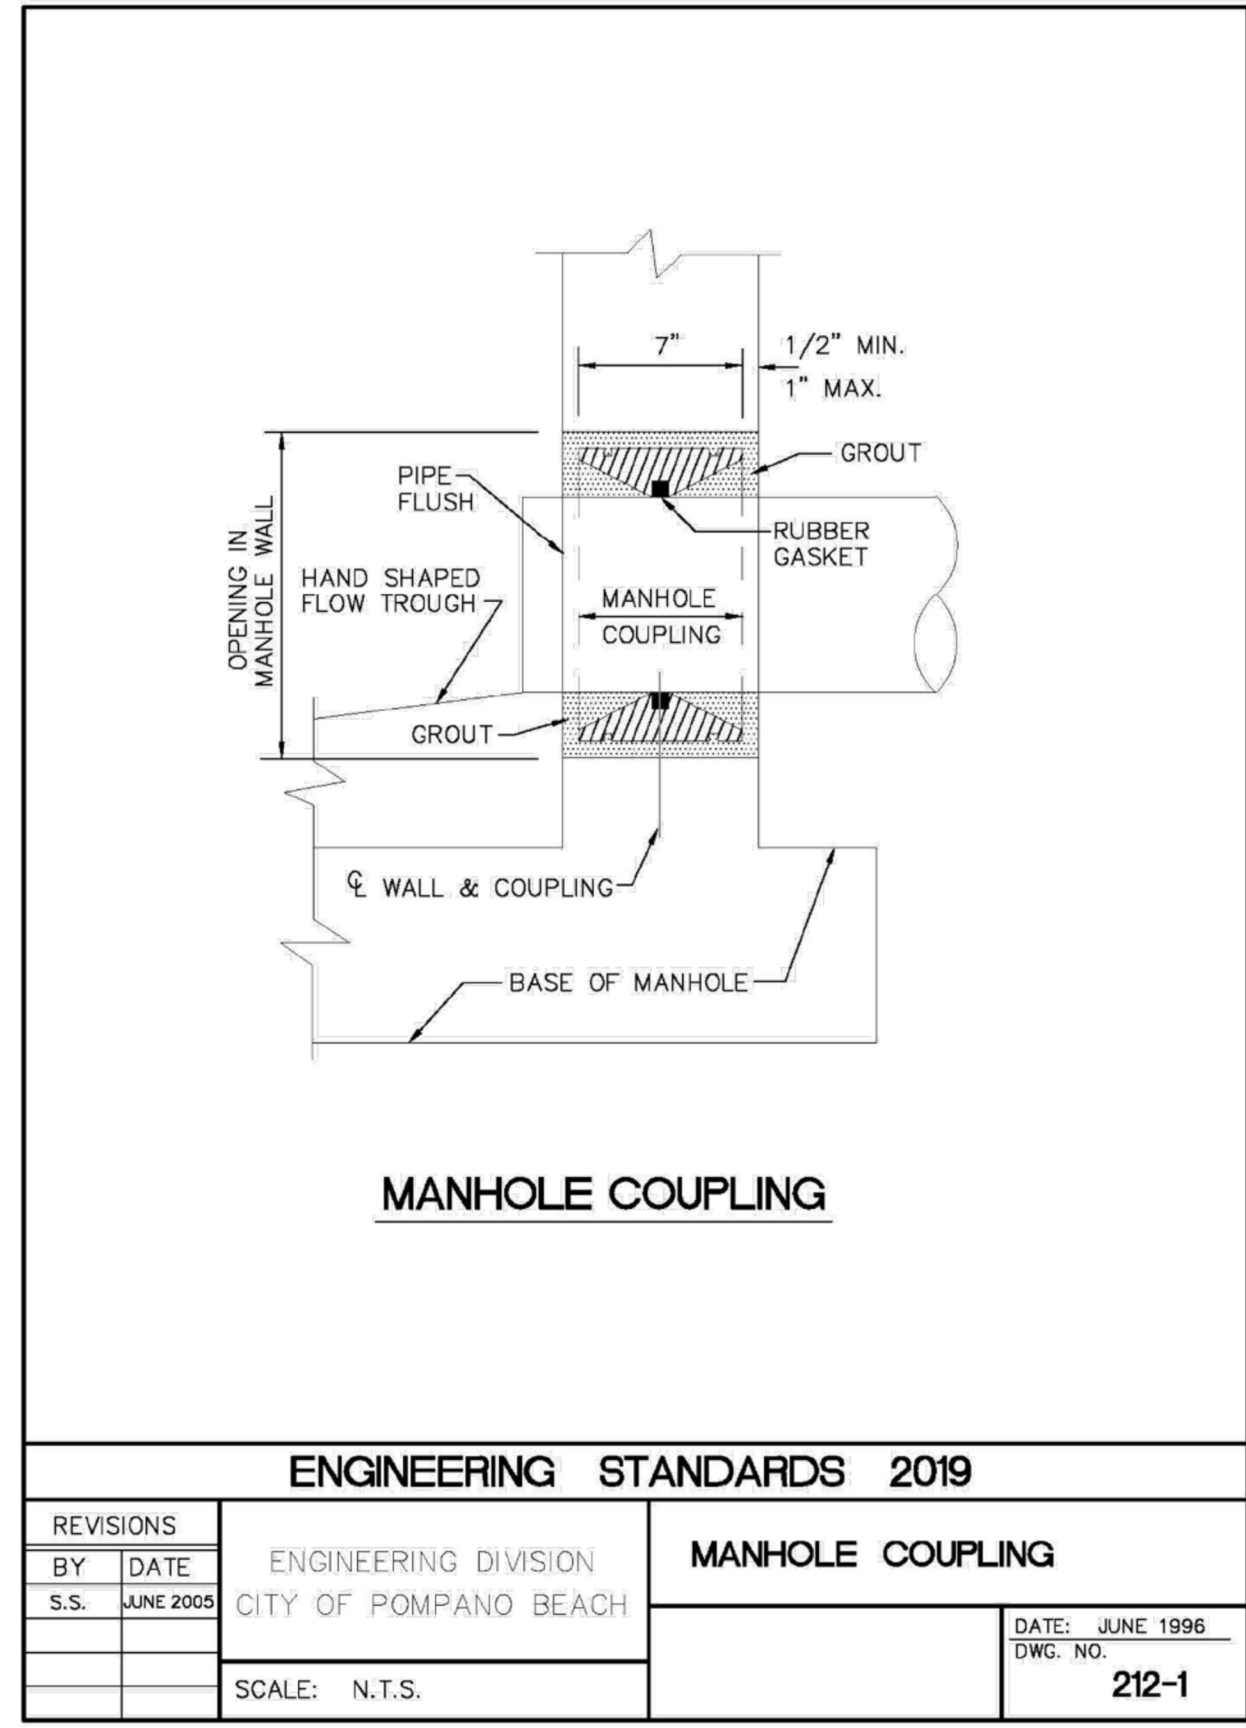 7"
1/2" MIN.
1" MAX.
GROUT
PIPE
FLUSH
RUBBER
GASKET
OPENING IN
MANHOLE WALL
HAND SHAPED
FLOW TROUGH
MANHOLE
COUPLING
GROUT
℄ WALL & COUPLING
BASE OF MANHOLE
MANHOLE COUPLING
ENGINEERING STANDARDS 2019
REVISIONS
BY DATE
S.S. JUNE 2005
ENGINEERING DIVISION
CITY OF POMPANO BEACH
SCALE: N.T.S.
MANHOLE COUPLING
DATE: JUNE 1996
DWG. NO.
212-1